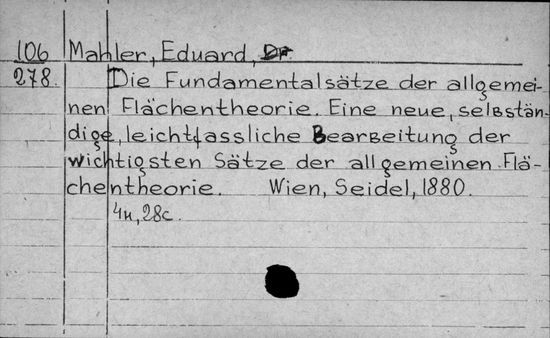 106 Mahler, Eduard, Dr.
278. Die Fundamentalsätze der allgemei-
nen Flächentheorie. Eine neue, selbstän-
dige, leichtfassliche Bearbeitung der
wichtigsten Sätze der allgemeinen Flä-
chentheorie. Wien, Seidel, 1880.
4н, 28с.